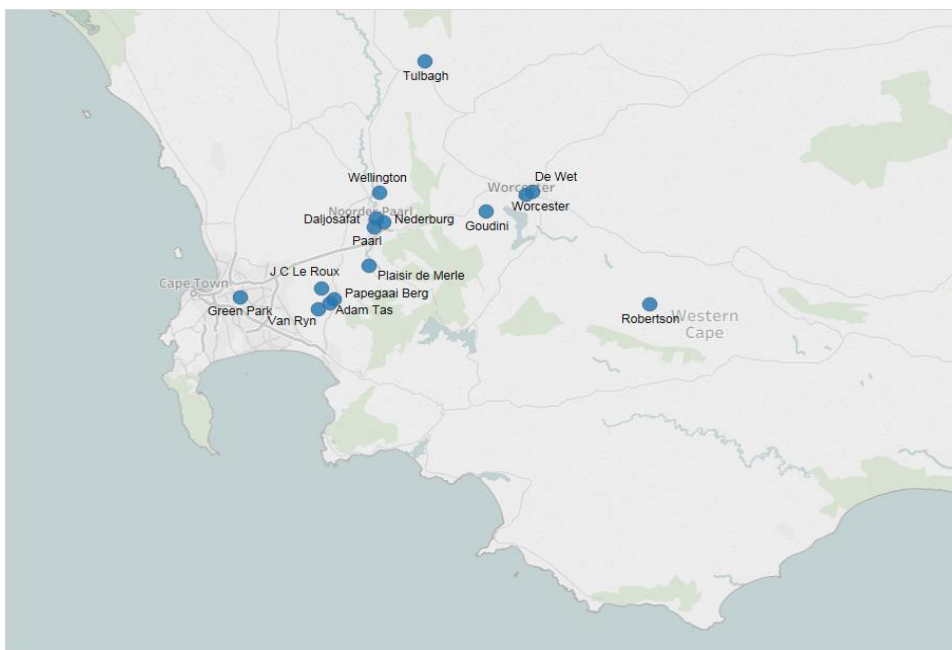 Tulbagh
Wellington
De Wet
Worcester
Worcester
Noorder Paarl
Daljosafat
Nederburg
Goudini
Paarl
J C Le Roux
Plaisir de Merle
Cape Town
Papegaai Berg
Green Park
Adam Tas
Van Ryn
Robertson
Western
Cape